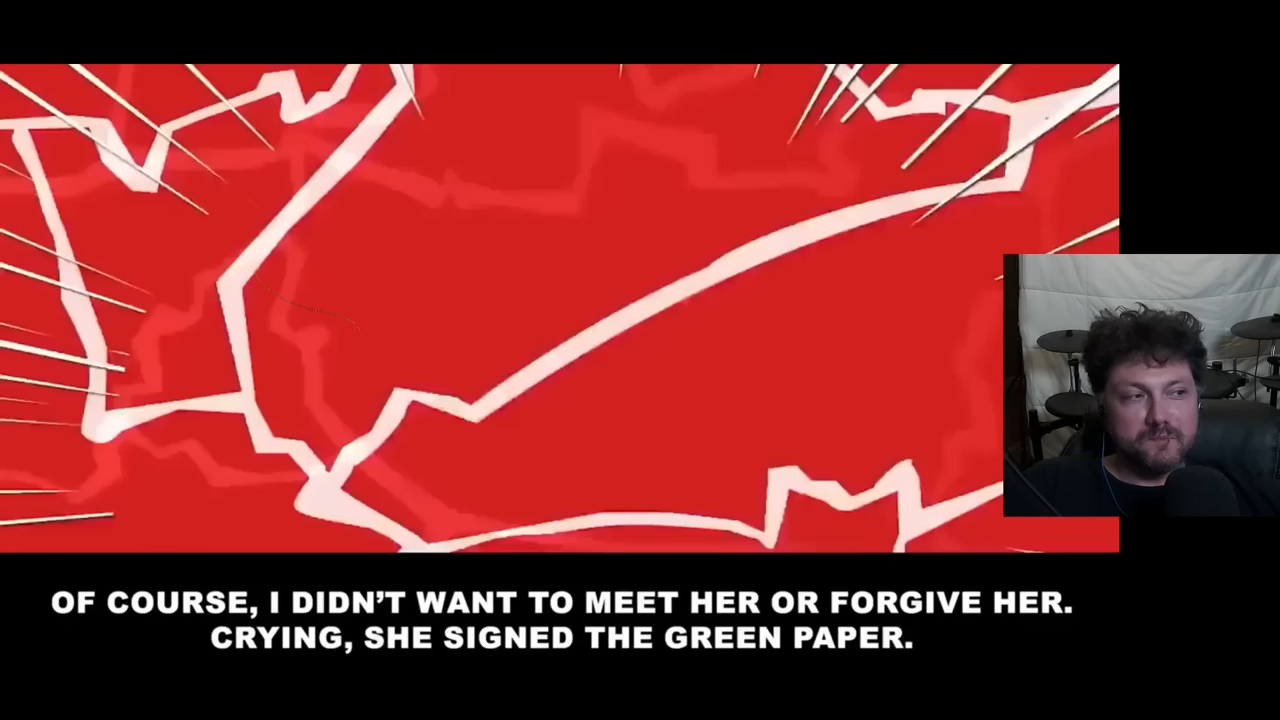 OF COURSE, I DIDN’T WANT TO MEET HER OR FORGIVE HER.
CRYING, SHE SIGNED THE GREEN PAPER.